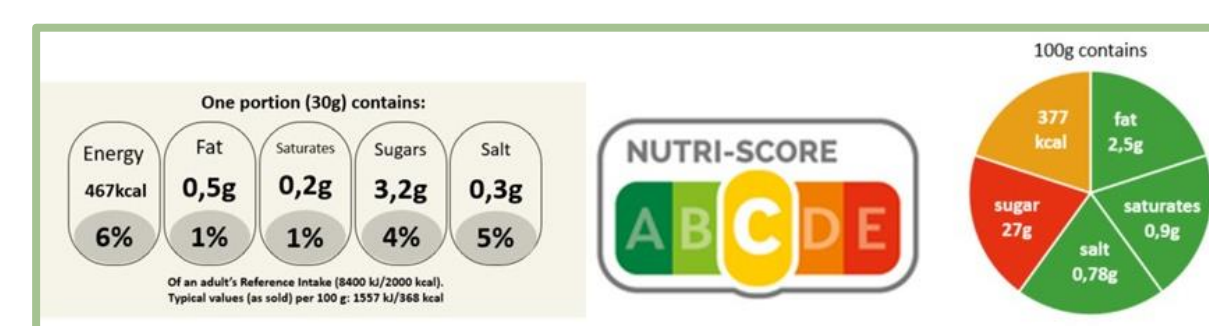 One portion (30g) contains:
Energy
467kcal
6%
Fat
0,5g
1%
Saturates
0,2g
1%
Sugars
3,2g
4%
Salt
0,3g
5%
Of an adult's Reference Intake (8400 kJ/2000 kcal).
Typical values (as sold) per 100 g: 1557 kJ/368 kcal
NUTRI-SCORE
A B C D E
100g contains
377
kcal
fat
2,5g
sugar
27g
saturates
0,9g
salt
0,78g